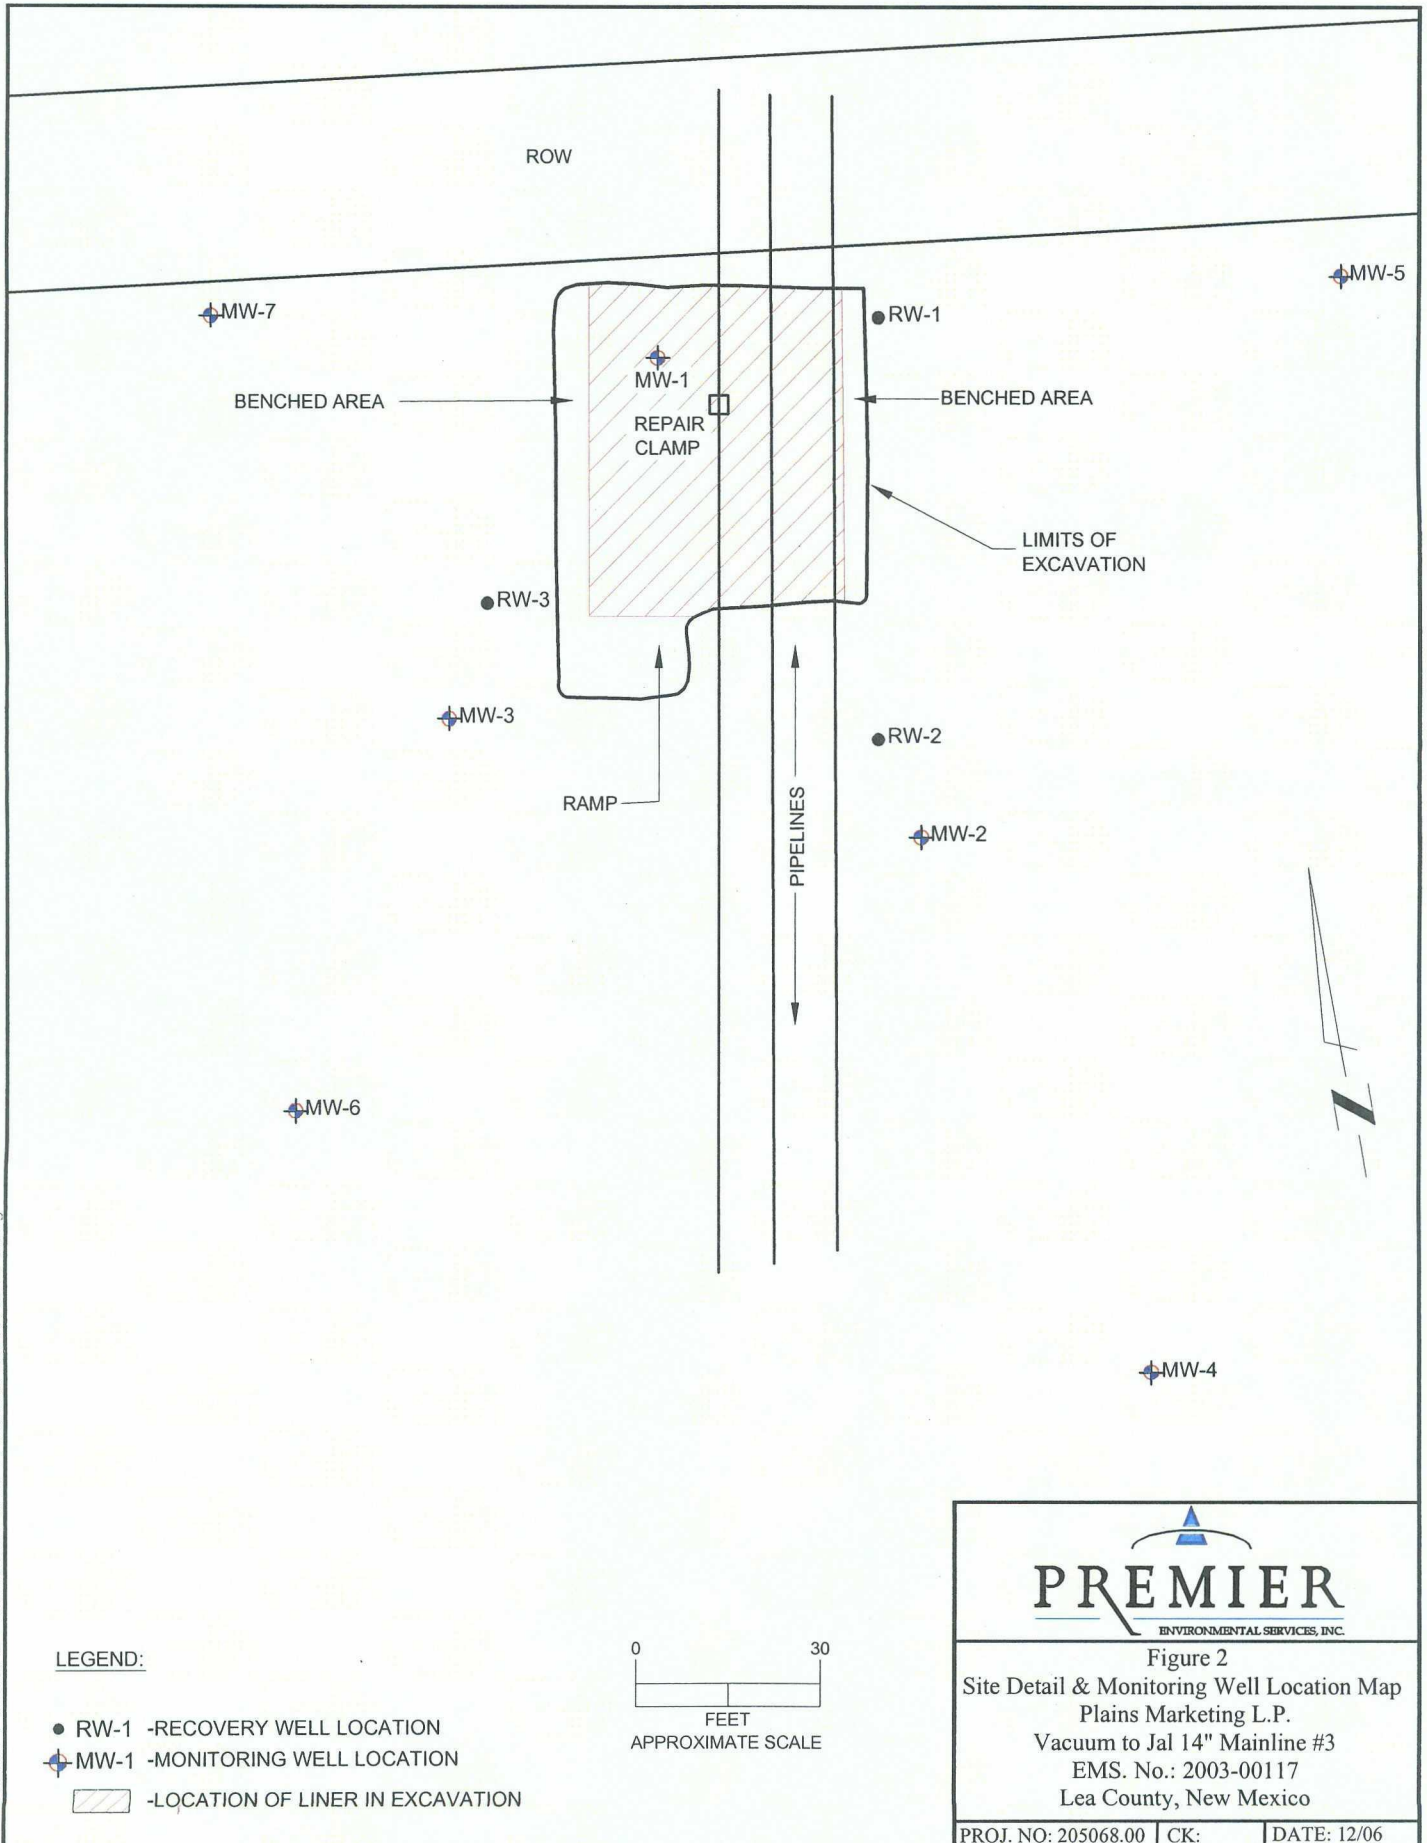 ROW
MW-5
MW-7
RW-1
MW-1
BENCHED AREA
BENCHED AREA
REPAIR
CLAMP
LIMITS OF
EXCAVATION
RW-3
MW-3
RW-2
RAMP
PIPELINES
MW-2
MW-6
N
MW-4
LEGEND:
RW-1 -RECOVERY WELL LOCATION
MW-1 -MONITORING WELL LOCATION
-LOCATION OF LINER IN EXCAVATION
0 30
FEET
APPROXIMATE SCALE
PREMIER
ENVIRONMENTAL SERVICES, INC.
Figure 2
Site Detail & Monitoring Well Location Map
Plains Marketing L.P.
Vacuum to Jal 14" Mainline #3
EMS. No.: 2003-00117
Lea County, New Mexico
PROJ. NO: 205068.00 CK: DATE: 12/06